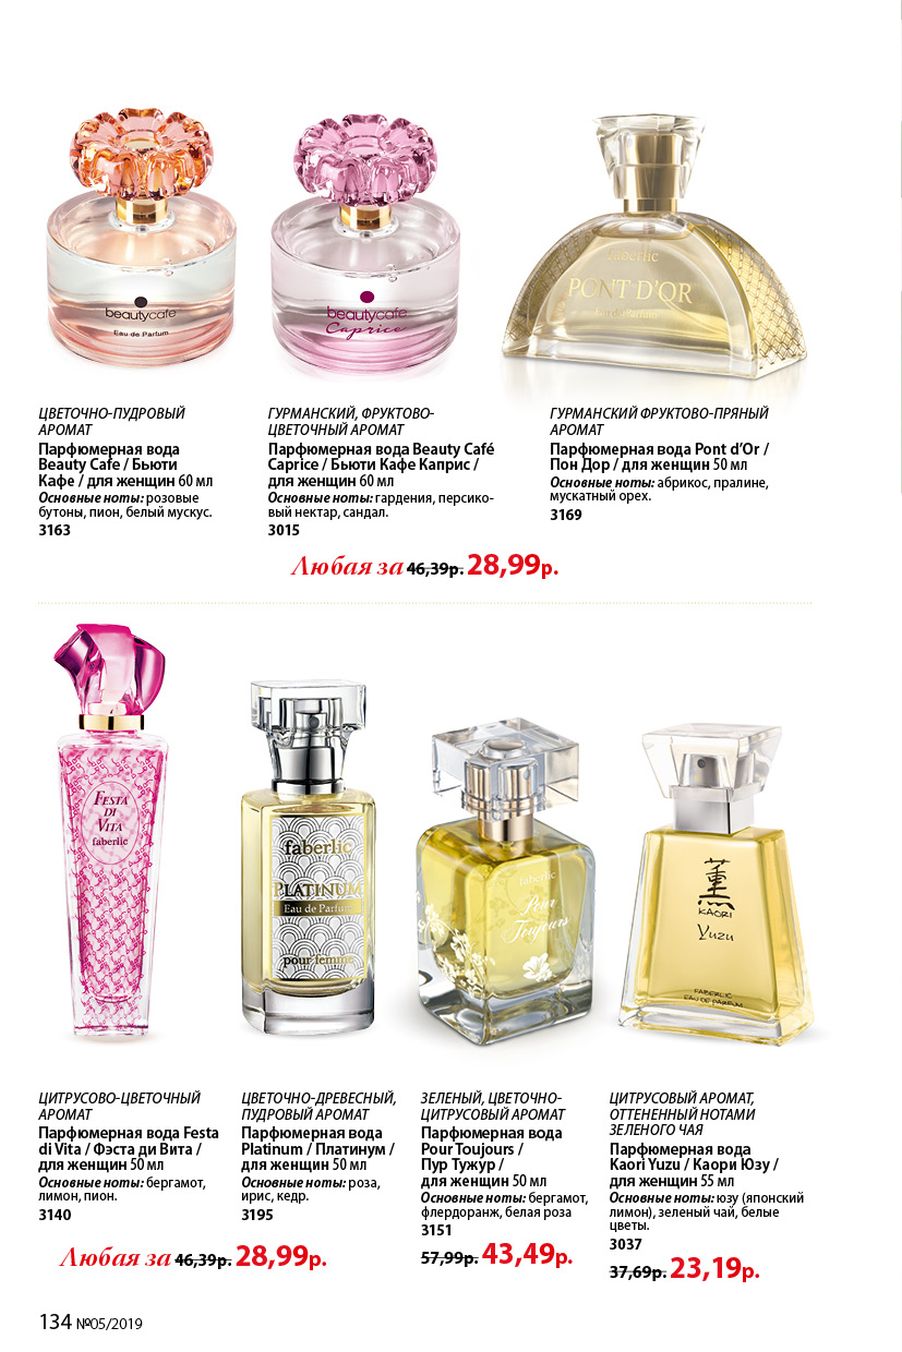 beautycafe
Eau de Parfum
beautycafe
Caprice
faberlic
PONT D'OR
Eau de Parfum
ЦВЕТОЧНО-ПУДРОВЫЙ
АРОМАТ
Парфюмерная вода
Beauty Cafe / Бьюти
Кафе / для женщин 60 мл
Основные ноты: розовые
бутоны, пион, белый мускус.
3163
ГУРМАНСКИЙ, ФРУКТОВО-
ЦВЕТОЧНЫЙ АРОМАТ
Парфюмерная вода Beauty Café
Caprice / Бьюти Кафе Каприс /
для женщин 60 мл
Основные ноты: гардения, персико-
вый нектар, сандал.
3015
ГУРМАНСКИЙ ФРУКТОВО-ПРЯНЫЙ
АРОМАТ
Парфюмерная вода Pont d’Or /
Пон Дор / для женщин 50 мл
Основные ноты: абрикос, пралине,
мускатный орех.
3169
Любая за 46,39р. 28,99р.
FESTA
DI
VITA
faberlic
faberlic
PLATINUM
Eau de Parfum
pour femme
faberlic
Pour
Toujours
薫
KAORI
Yuzu
FABERLIC
EAU DE PARFUM
ЦИТРУСОВО-ЦВЕТОЧНЫЙ
АРОМАТ
Парфюмерная вода Festa
di Vita / Фэста ди Вита /
для женщин 50 мл
Основные ноты: бергамот,
лимон, пион.
3140
ЦВЕТОЧНО-ДРЕВЕСНЫЙ,
ПУДРОВЫЙ АРОМАТ
Парфюмерная вода
Platinum / Платинум /
для женщин 50 мл
Основные ноты: роза,
ирис, кедр.
3195
Любая за 46,39р. 28,99р.
ЗЕЛЕНЫЙ, ЦВЕТОЧНО-
ЦИТРУСОВЫЙ АРОМАТ
Парфюмерная вода
Pour Toujours /
Пур Тужур /
для женщин 50 мл
Основные ноты: бергамот,
флердоранж, белая роза
3151
57,99р. 43,49р.
ЦИТРУСОВЫЙ АРОМАТ,
ОТТЕНЕННЫЙ НОТАМИ
ЗЕЛЕНОГО ЧАЯ
Парфюмерная вода
Kaori Yuzu / Каори Юзу /
для женщин 55 мл
Основные ноты: юзу (японский
лимон), зеленый чай, белые
цветы.
3037
37,69р. 23,19р.
134 №05/2019